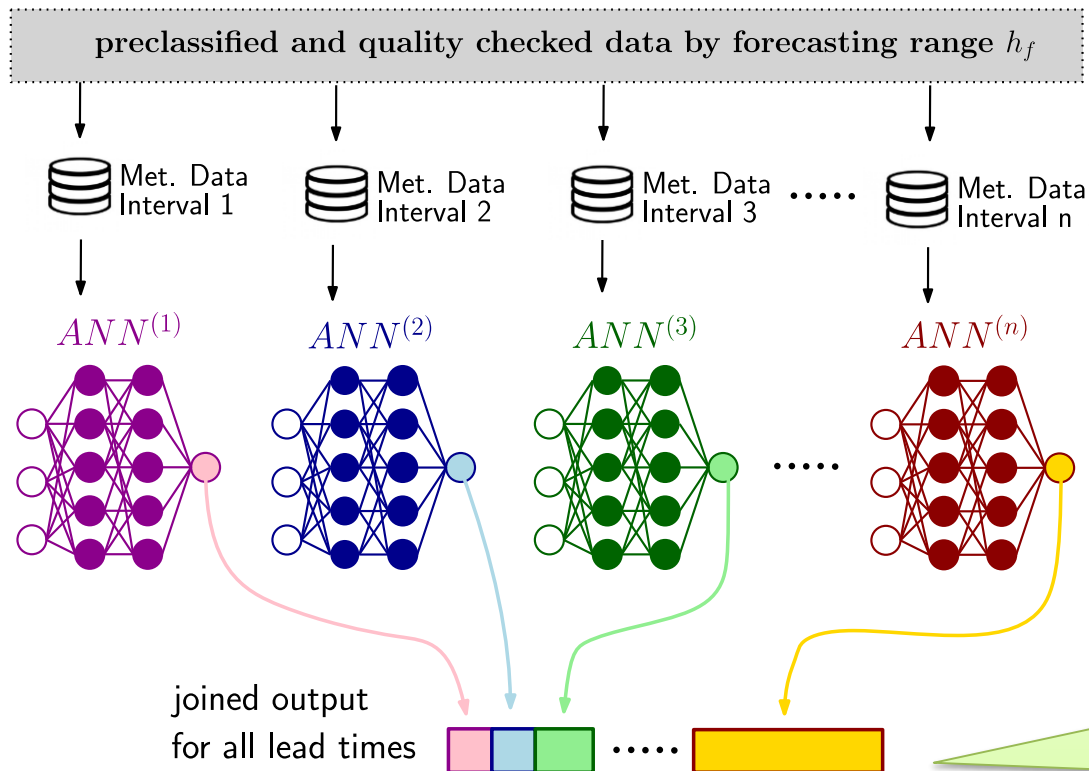 preclassified and quality checked data by forecasting range $h_f$
Met. Data
Interval 1
Met. Data
Interval 2
Met. Data
Interval 3
.....
Met. Data
Interval n
$ANN^{(1)}$
$ANN^{(2)}$
$ANN^{(3)}$
$ANN^{(n)}$
.....
joined output
for all lead times
.....